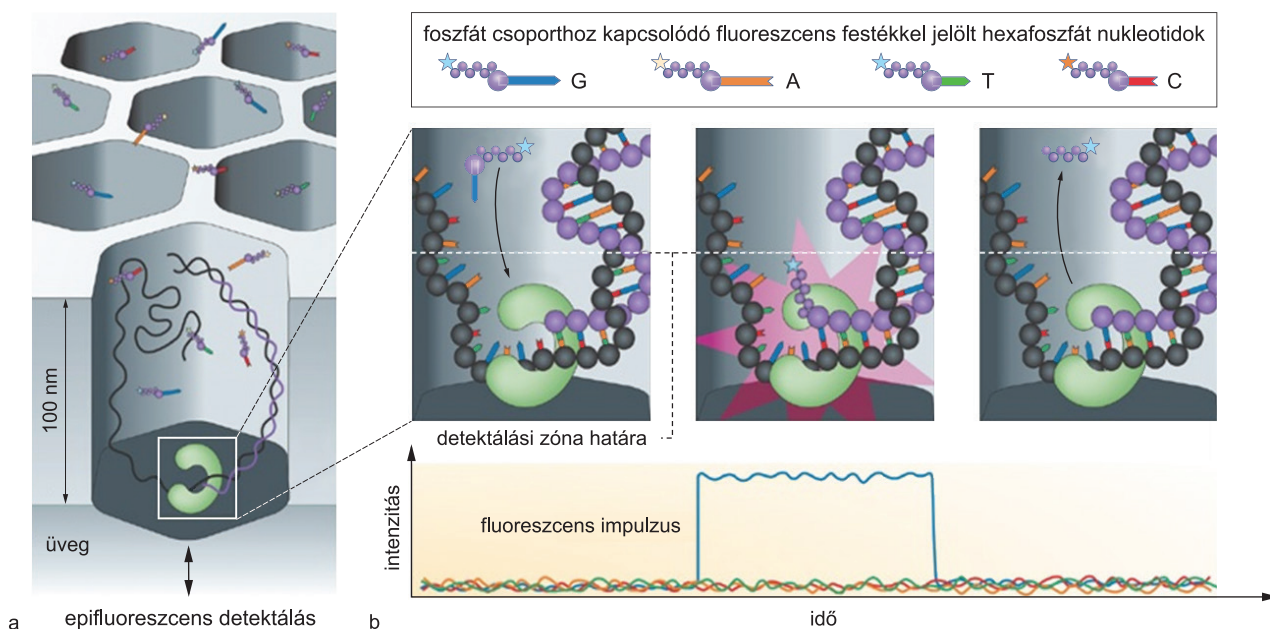 a
100 nm
üveg
epifluoreszcens detektálás
b
foszfát csoporthoz kapcsolódó fluoreszcens festékkel jelölt hexafoszfát nukleotidok
G A T C
detektálási zóna határa
intenzitás
fluoreszcens impulzus
idő